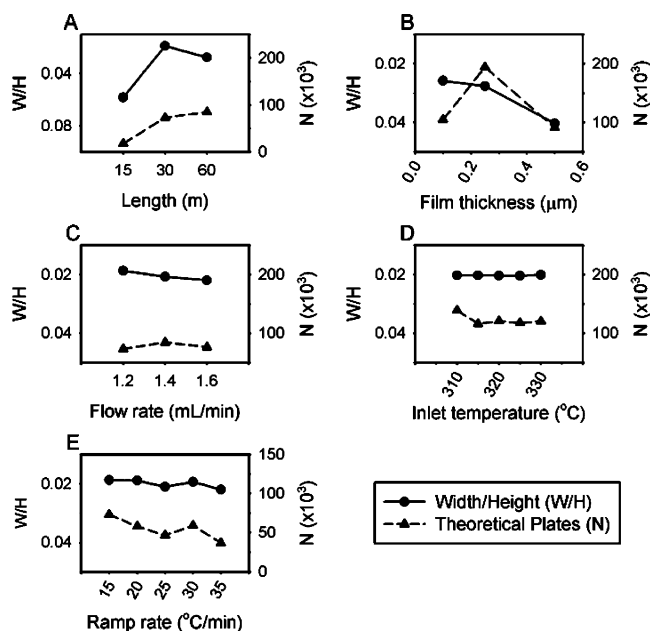 A
W/H
0.04
0.08
200
100
0
N (x10³)
15 30 60
Length (m)
B
W/H
0.02
0.04
200
100
N (x10³)
0.0 0.2 0.4 0.6
Film thickness (μm)
C
W/H
0.02
0.04
200
100
N (x10³)
1.2 1.4 1.6
Flow rate (mL/min)
D
W/H
0.02
0.04
200
100
N (x10³)
310 320 330
Inlet temperature (°C)
E
W/H
0.02
0.04
150
100
50
0
N (x10³)
15 20 25 30 35
Ramp rate (°C/min)
Width/Height (W/H)
Theoretical Plates (N)